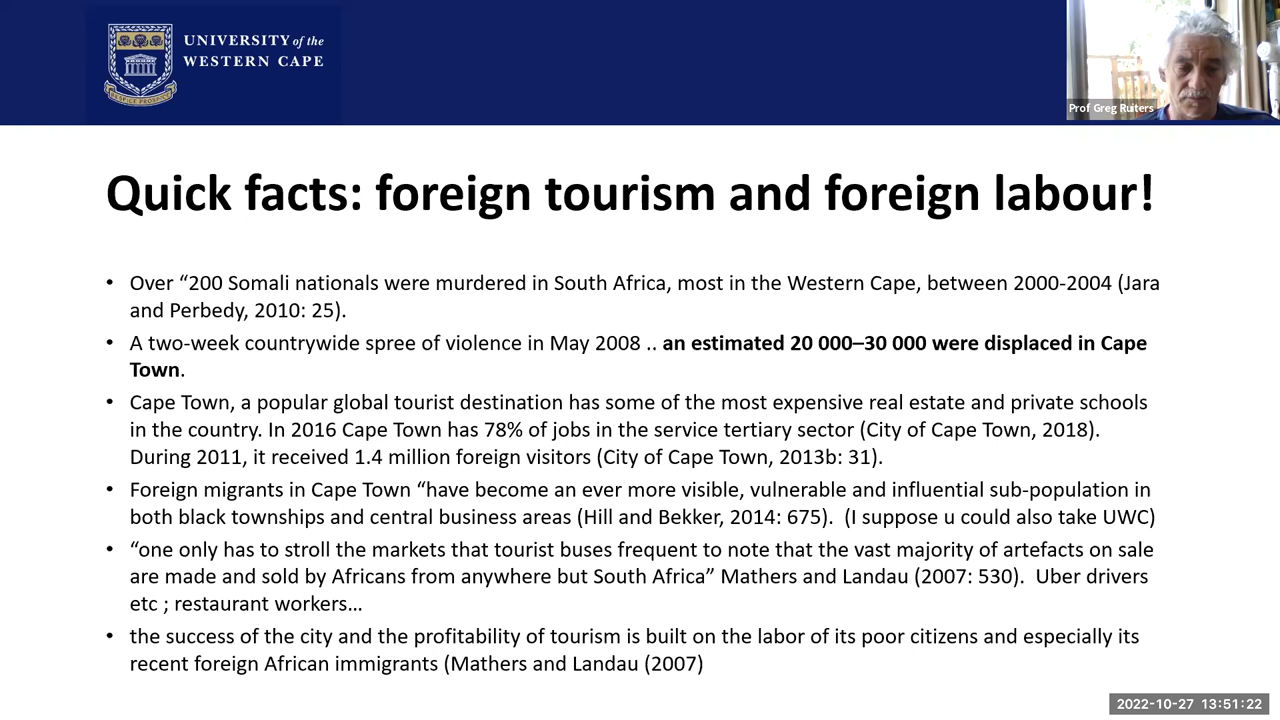 UNIVERSITY of the
WESTERN CAPE
Prof Greg Ruiters
Quick facts: foreign tourism and foreign labour!
• Over “200 Somali nationals were murdered in South Africa, most in the Western Cape, between 2000-2004 (Jara
and Perbedy, 2010: 25).
• A two-week countrywide spree of violence in May 2008 .. an estimated 20 000–30 000 were displaced in Cape
Town.
• Cape Town, a popular global tourist destination has some of the most expensive real estate and private schools
in the country. In 2016 Cape Town has 78% of jobs in the service tertiary sector (City of Cape Town, 2018).
During 2011, it received 1.4 million foreign visitors (City of Cape Town, 2013b: 31).
• Foreign migrants in Cape Town “have become an ever more visible, vulnerable and influential sub-population in
both black townships and central business areas (Hill and Bekker, 2014: 675). (I suppose u could also take UWC)
• “one only has to stroll the markets that tourist buses frequent to note that the vast majority of artefacts on sale
are made and sold by Africans from anywhere but South Africa” Mathers and Landau (2007: 530). Uber drivers
etc ; restaurant workers…
• the success of the city and the profitability of tourism is built on the labor of its poor citizens and especially its
recent foreign African immigrants (Mathers and Landau (2007)
2022-10-27 13:51:22